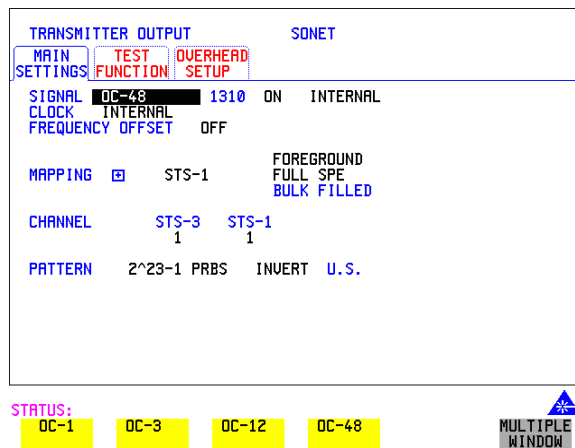 TRANSMITTER OUTPUT SONET
MAIN SETTINGS TEST FUNCTION OVERHEAD SETUP
SIGNAL OC-48 1310 ON INTERNAL
CLOCK INTERNAL
FREQUENCY OFFSET OFF
FOREGROUND
MAPPING + STS-1 FULL SPE
BULK FILLED
CHANNEL STS-3 STS-1
1 1
PATTERN 2^23-1 PRBS INVERT U.S.
STATUS:
OC-1 OC-3 OC-12 OC-48 MULTIPLE WINDOW